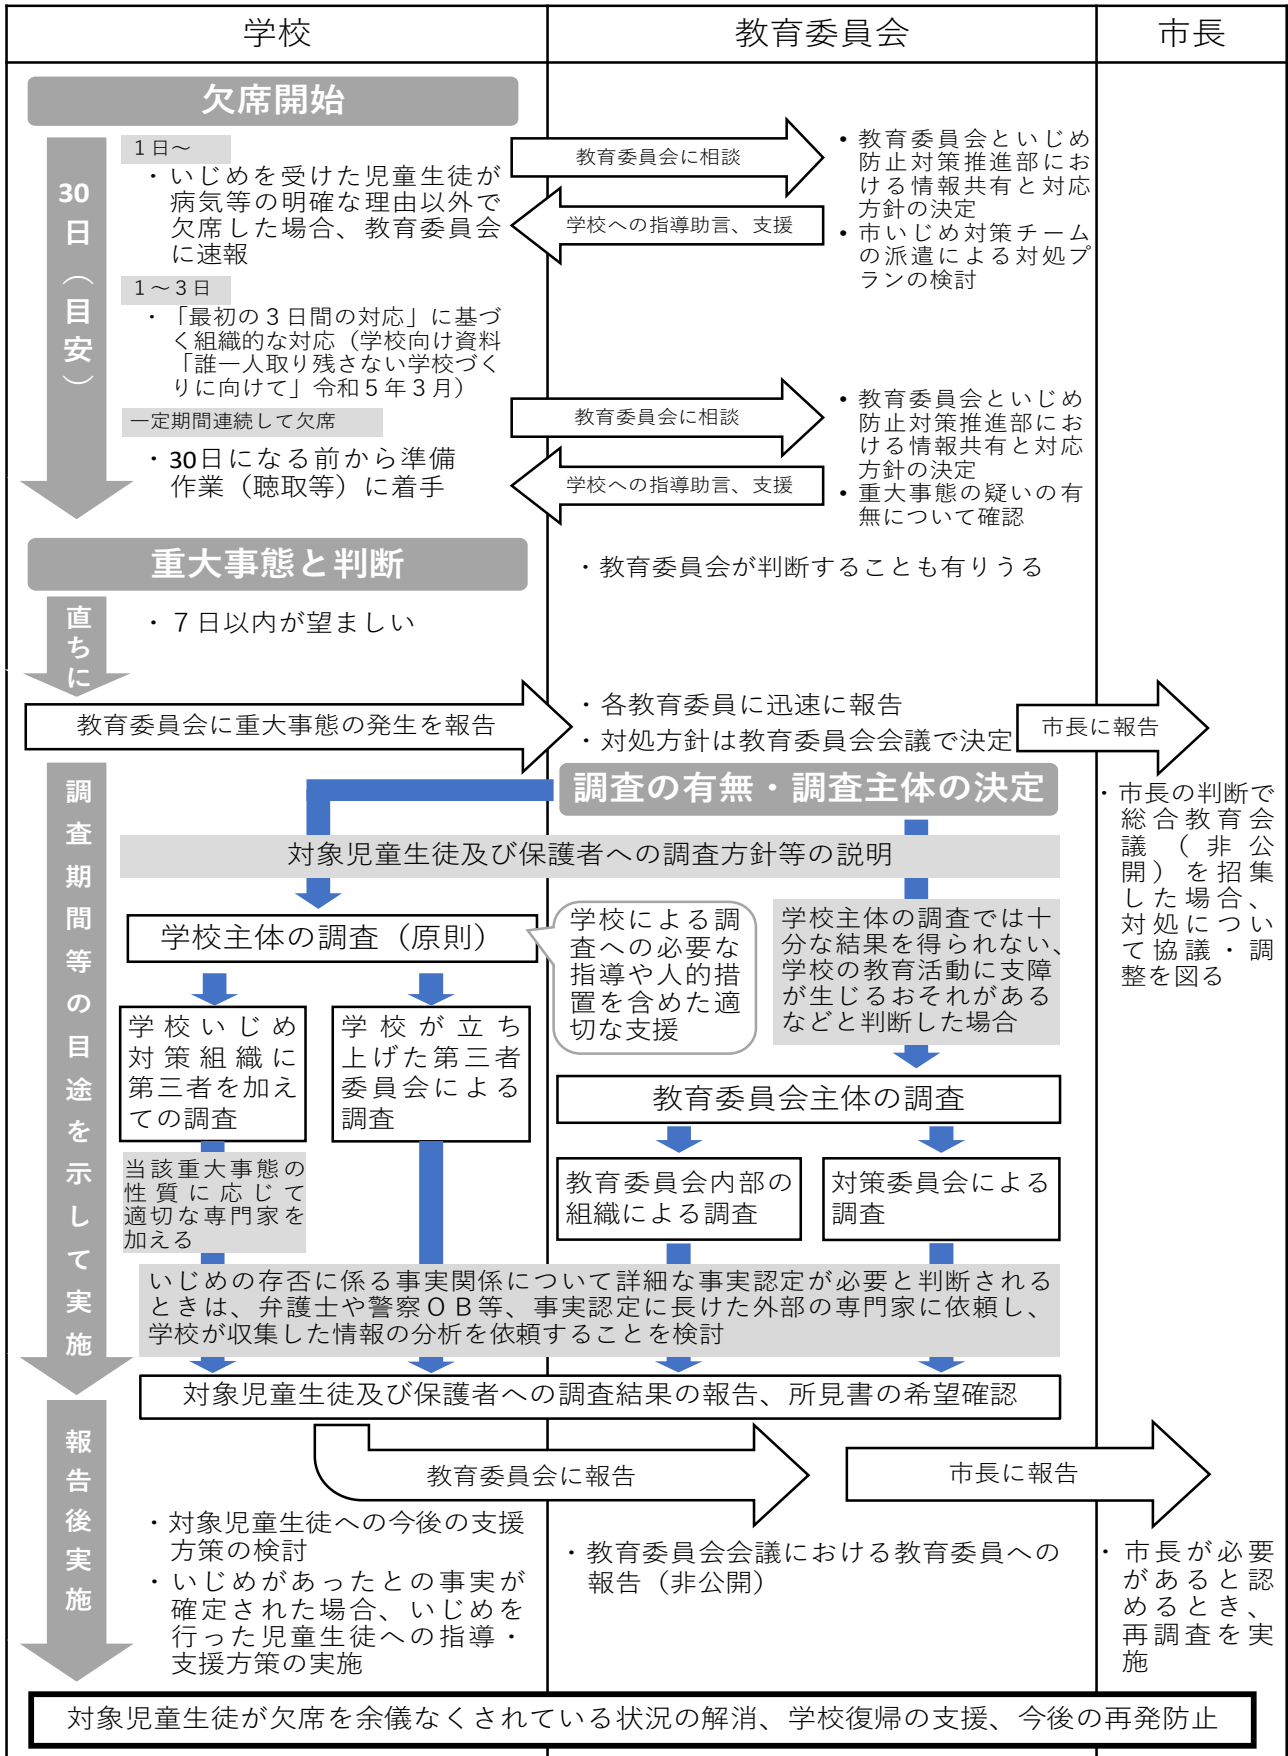 学校
教育委員会
市長
欠席開始
30日（目安）
1日～
・いじめを受けた児童生徒が
病気等の明確な理由以外で
欠席した場合、教育委員会
に速報
教育委員会に相談
学校への指導助言、支援
・教育委員会といじめ
防止対策推進部にお
ける情報共有と対応
方針の決定
・市いじめ対策チーム
の派遣による対処プ
ランの検討
1～3日
・「最初の３日間の対応」に基づ
く組織的な対応（学校向け資料
「誰一人取り残さない学校づく
りに向けて」令和５年３月）
一定期間連続して欠席
・30日になる前から準備
作業（聴取等）に着手
教育委員会に相談
学校への指導助言、支援
・教育委員会といじめ
防止対策推進部にお
ける情報共有と対応
方針の決定
・重大事態の疑いの有
無について確認
重大事態と判断
・教育委員会が判断することも有りうる
直ちに
・７日以内が望ましい
教育委員会に重大事態の発生を報告
・各教育委員に迅速に報告
・対処方針は教育委員会会議で決定
市長に報告
調査期間等の目途を示して実施
調査の有無・調査主体の決定
・市長の判断で
総合教育会
議（非公
開）を招集
した場合、
対処につい
て協議・調
整を図る
対象児童生徒及び保護者への調査方針等の説明
学校主体の調査（原則）
学校による調
査への必要な
指導や人的措
置を含めた適
切な支援
学校主体の調査では十
分な結果を得られない、
学校の教育活動に支障
が生じるおそれがある
などと判断した場合
学校いじめ
対策組織に
第三者を加え
ての調査
学校が立ち
上げた第三者
委員会による
調査
教育委員会主体の調査
当該重大事態の
性質に応じて
適切な専門家を
加える
教育委員会内部の
組織による調査
対策委員会による
調査
いじめの存否に係る事実関係について詳細な事実認定が必要と判断される
ときは、弁護士や警察ＯＢ等、事実認定に長けた外部の専門家に依頼し、
学校が収集した情報の分析を依頼することを検討
対象児童生徒及び保護者への調査結果の報告、所見書の希望確認
報告後実施
教育委員会に報告
市長に報告
・対象児童生徒への今後の支援
方策の検討
・いじめがあったとの事実が
確定された場合、いじめを
行った児童生徒への指導・
支援方策の実施
・教育委員会会議における教育委員への
報告（非公開）
・市長が必要
があると認
めるとき、
再調査を実
施
対象児童生徒が欠席を余儀なくされている状況の解消、学校復帰の支援、今後の再発防止